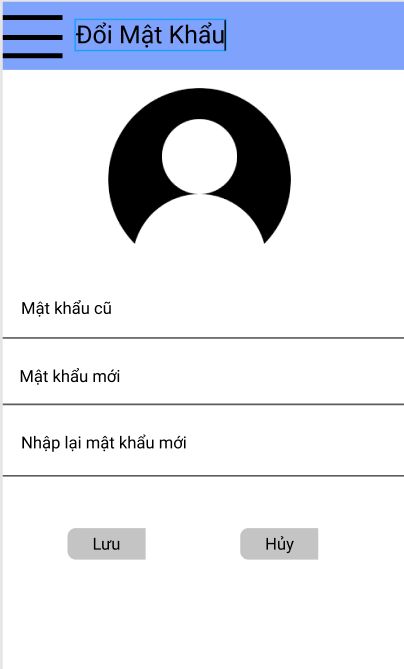 Đổi Mật Khẩu
Mật khẩu cũ
Mật khẩu mới
Nhập lại mật khẩu mới
Lưu
Hủy